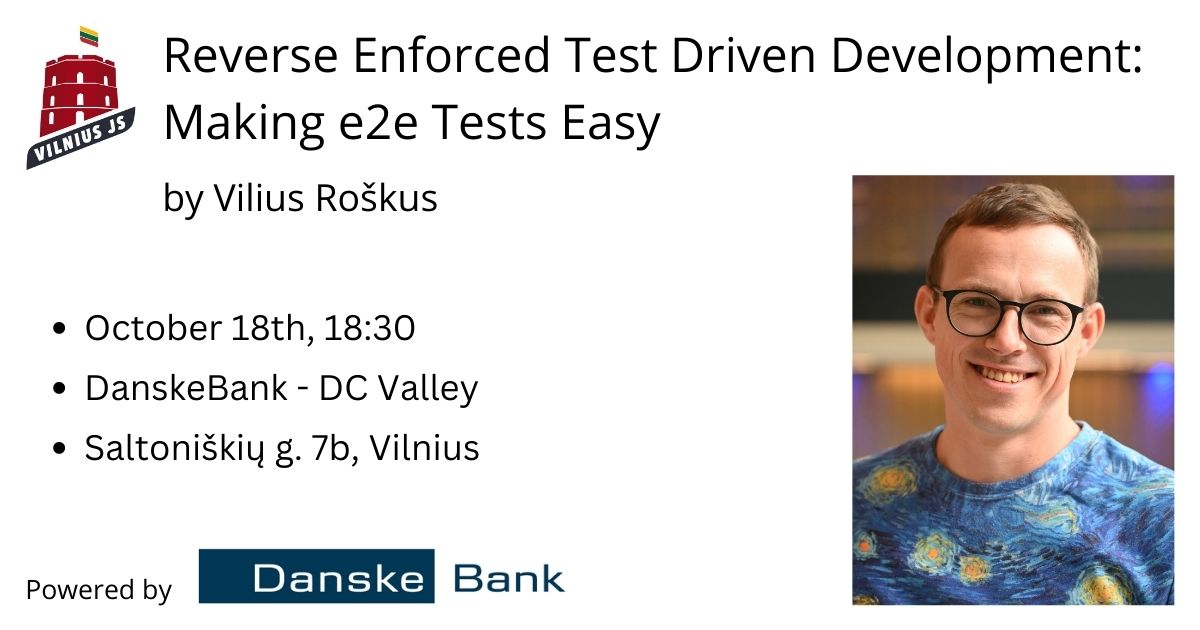 VILNIUS JS
Reverse Enforced Test Driven Development:
Making e2e Tests Easy
by Vilius Roškus
• October 18th, 18:30
• DanskeBank - DC Valley
• Saltoniškių g. 7b, Vilnius
Powered by Danske Bank